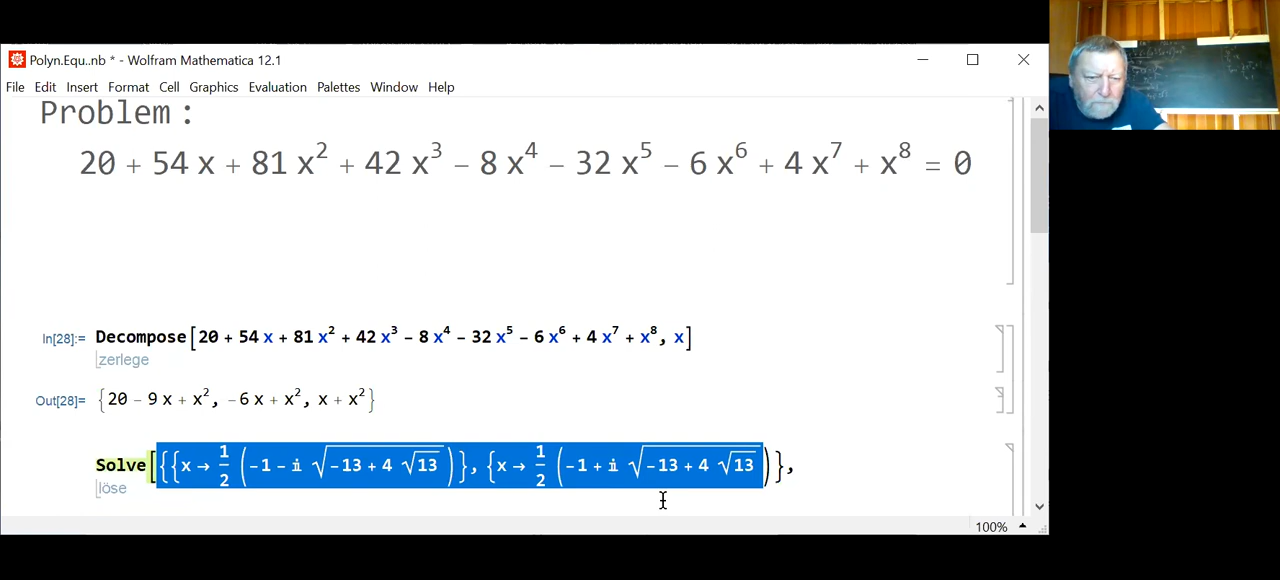 Polyn.Equ..nb * - Wolfram Mathematica 12.1
File Edit Insert Format Cell Graphics Evaluation Palettes Window Help
Problem :
20 + 54 x + 81 x² + 42 x³ − 8 x⁴ − 32 x⁵ − 6 x⁶ + 4 x⁷ + x⁸ = 0
In[28]:= Decompose[20 + 54 x + 81 x² + 42 x³ − 8 x⁴ − 32 x⁵ − 6 x⁶ + 4 x⁷ + x⁸, x]
zerlege
Out[28]= {20 − 9 x + x², −6 x + x², x + x²}
Solve[{{x → 1/2 (−1 − i √(−13 + 4 √13))}, {x → 1/2 (−1 + i √(−13 + 4 √13))},
löse
100%